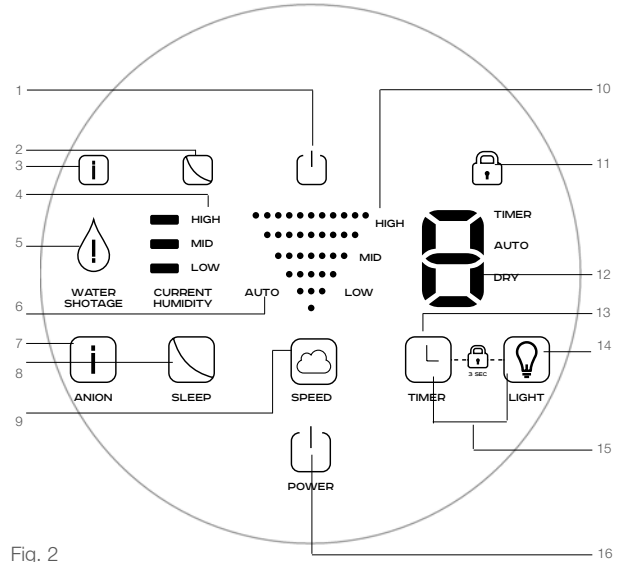 1
10
2
3
11
4
HIGH
HIGH
TIMER
5
MID
MID
AUTO
LOW
DRY
12
WATER
SHOTAGE
CURRENT
HUMIDITY
AUTO
LOW
6
13
7
14
8
3 SEC
ANION
SLEEP
SPEED
TIMER
LIGHT
9
15
POWER
16
Fig. 2